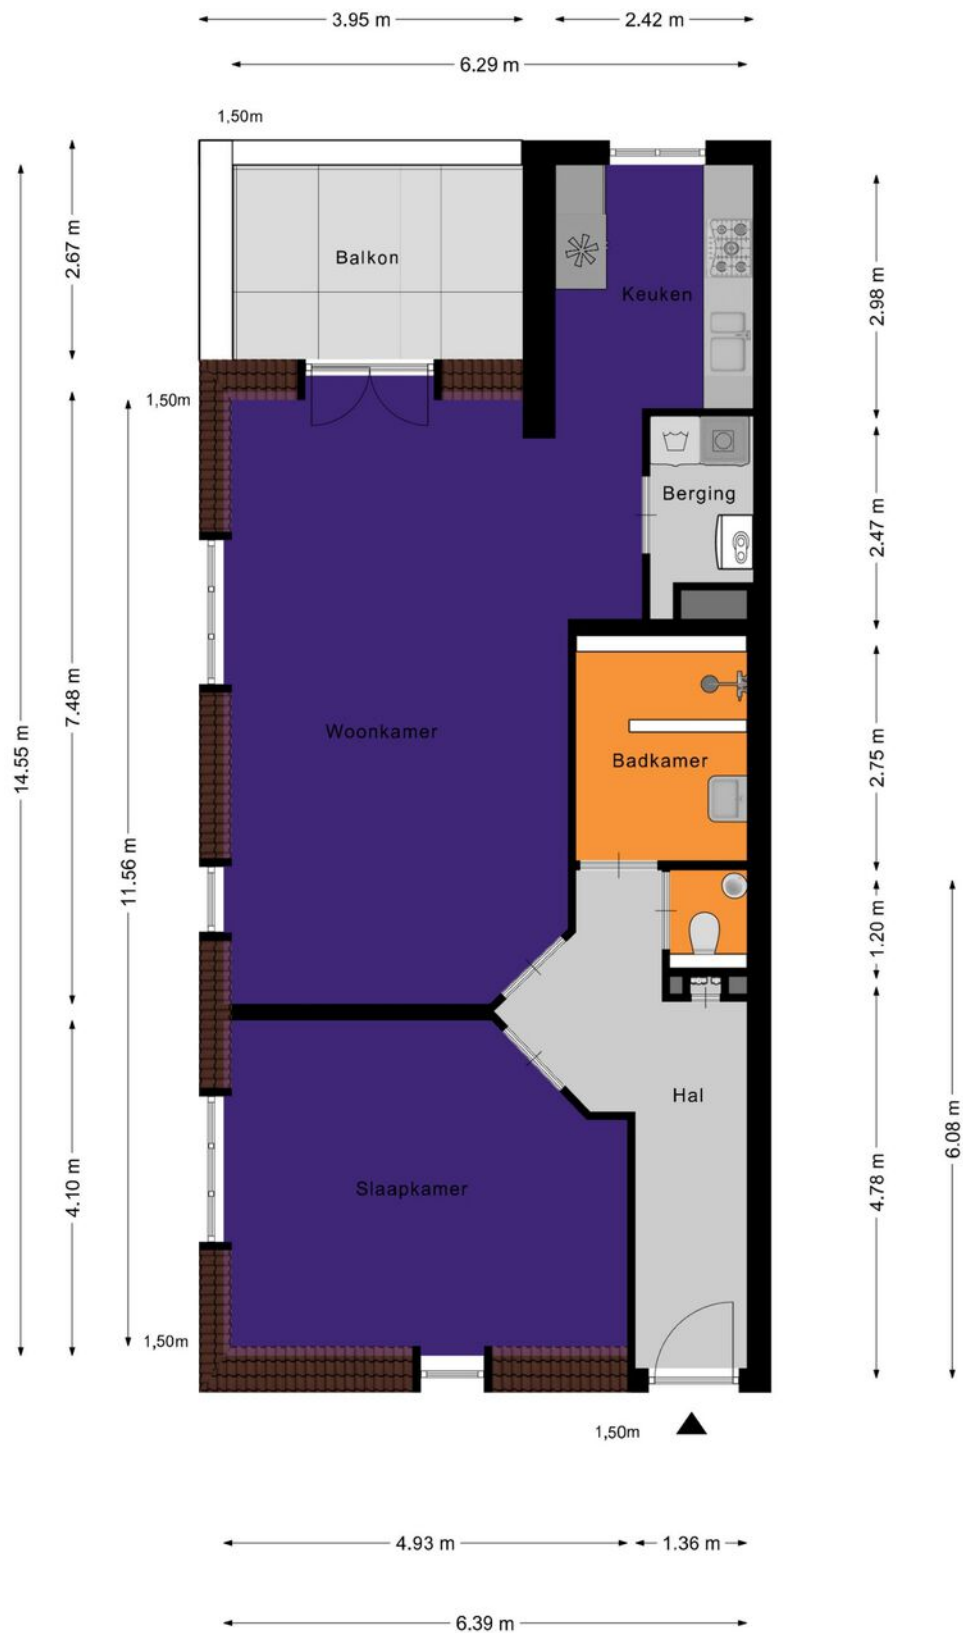 3.95 m
2.42 m
6.29 m
1,50m
2.67 m
Balkon
Keuken
2.98 m
1,50m
Berging
2.47 m
7.48 m
14.55 m
Woonkamer
Badkamer
2.75 m
11.56 m
1.20 m
Hal
6.08 m
4.10 m
Slaapkamer
4.78 m
1,50m
1,50m
4.93 m
1.36 m
6.39 m